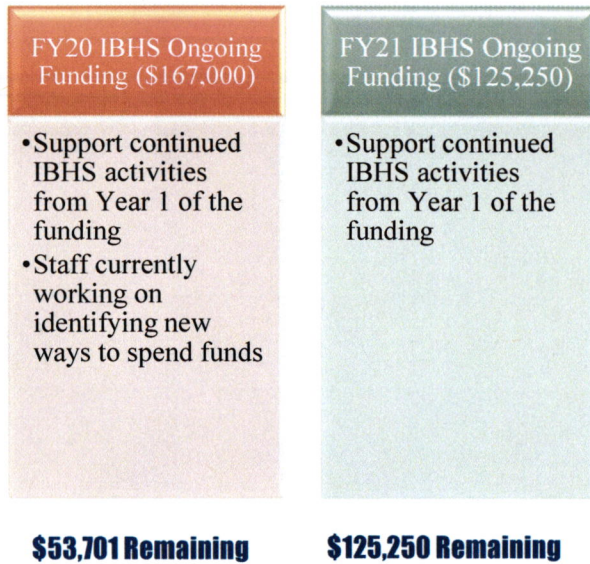 FY20 IBHS Ongoing
Funding ($167,000)
•Support continued
IBHS activities
from Year 1 of the
funding
•Staff currently
working on
identifying new
ways to spend funds
$53,701 Remaining
FY21 IBHS Ongoing
Funding ($125,250)
•Support continued
IBHS activities
from Year 1 of the
funding
$125,250 Remaining